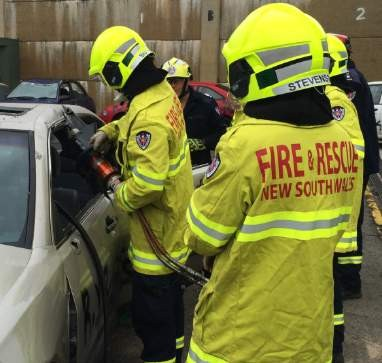 2
STEVENS
FIRE & RESCUE
NEW SOUTH WALES